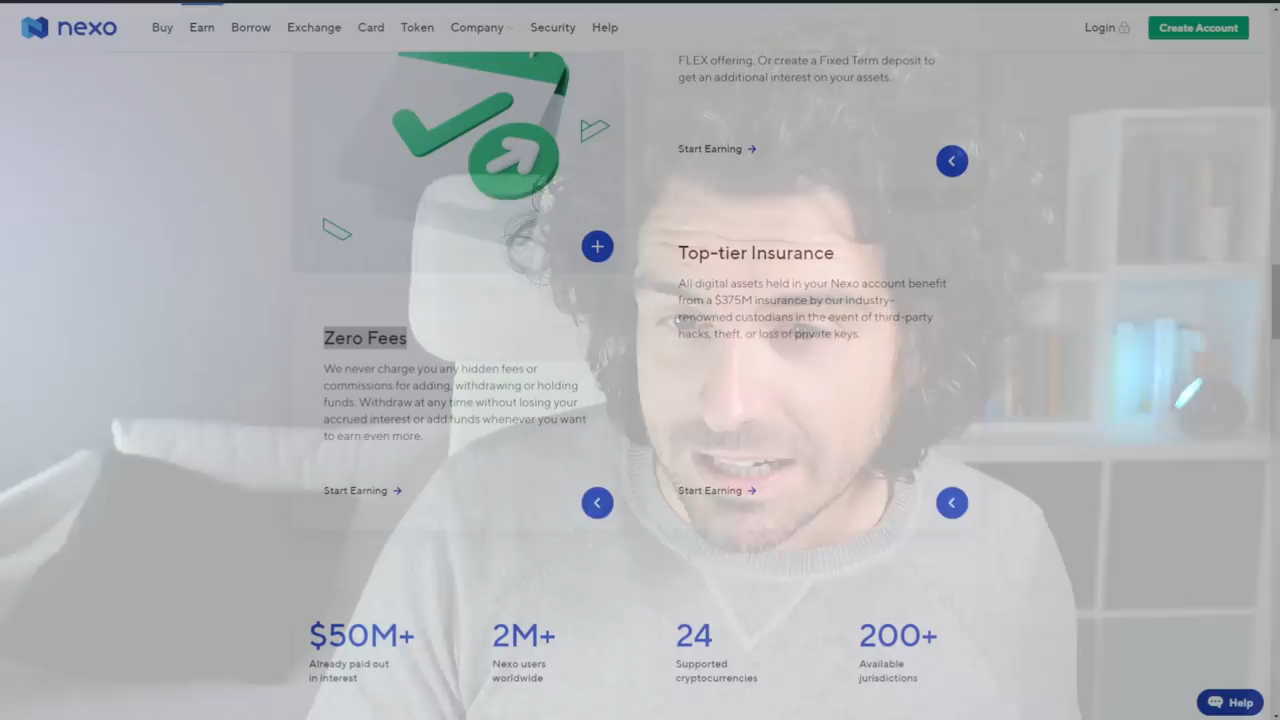 nexo
Buy Earn Borrow Exchange Card Token Company Security Help
Login
Create Account
FLEX offering. Or create a Fixed Term deposit to
get an additional interest on your assets.
Start Earning →
Top-tier Insurance
All digital assets held in your Nexo account benefit
from a $375M insurance by our industry-
renowned custodians in the event of third-party
hacks, theft, or loss of private keys.
Start Earning →
Zero Fees
We never charge you any hidden fees or
commissions for adding, withdrawing or holding
funds. Withdraw at any time without losing your
accrued interest or add funds whenever you want
to earn even more.
Start Earning →
$50M+
Already paid out
in interest
2M+
Nexo users
worldwide
24
Supported
cryptocurrencies
200+
Available
jurisdictions
Help